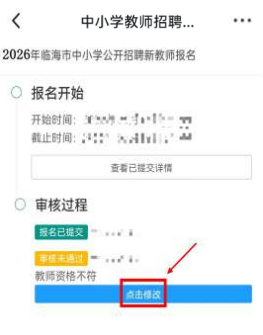 中小学教师招聘...
2026年临海市中小学公开招聘新教师报名
报名开始
开始时间:
截止时间:
查看已提交详情
审核过程
报名已提交
审核未通过
教师资格不符
点击修改